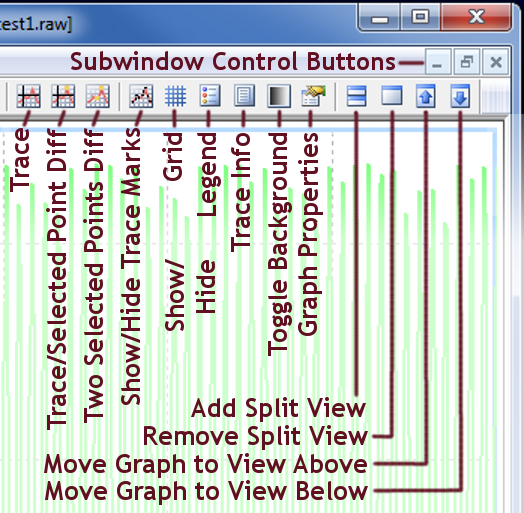 est1.raw]
Subwindow Control Buttons
Trace
Trace/Selected Point Diff
Two Selected Points Diff
Show/Hide Trace Marks
Show/
Hide
Grid
Legend
Trace Info
Toggle Background
Graph Properties
Add Split View
Remove Split View
Move Graph to View Above
Move Graph to View Below